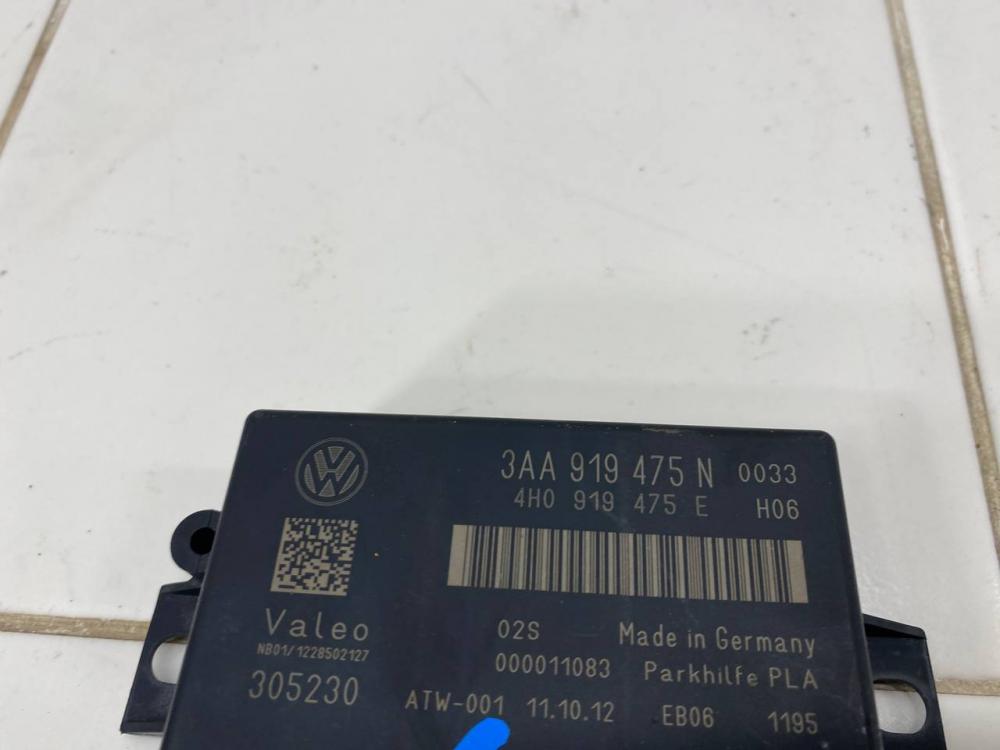 3AA 919 475 N 0033
4H0 919 475 E H06
Valeo
NB01/1228502127
305230
02S Made in Germany
000011083 Parkhilfe PLA
ATW-001 11.10.12 EB06 1195